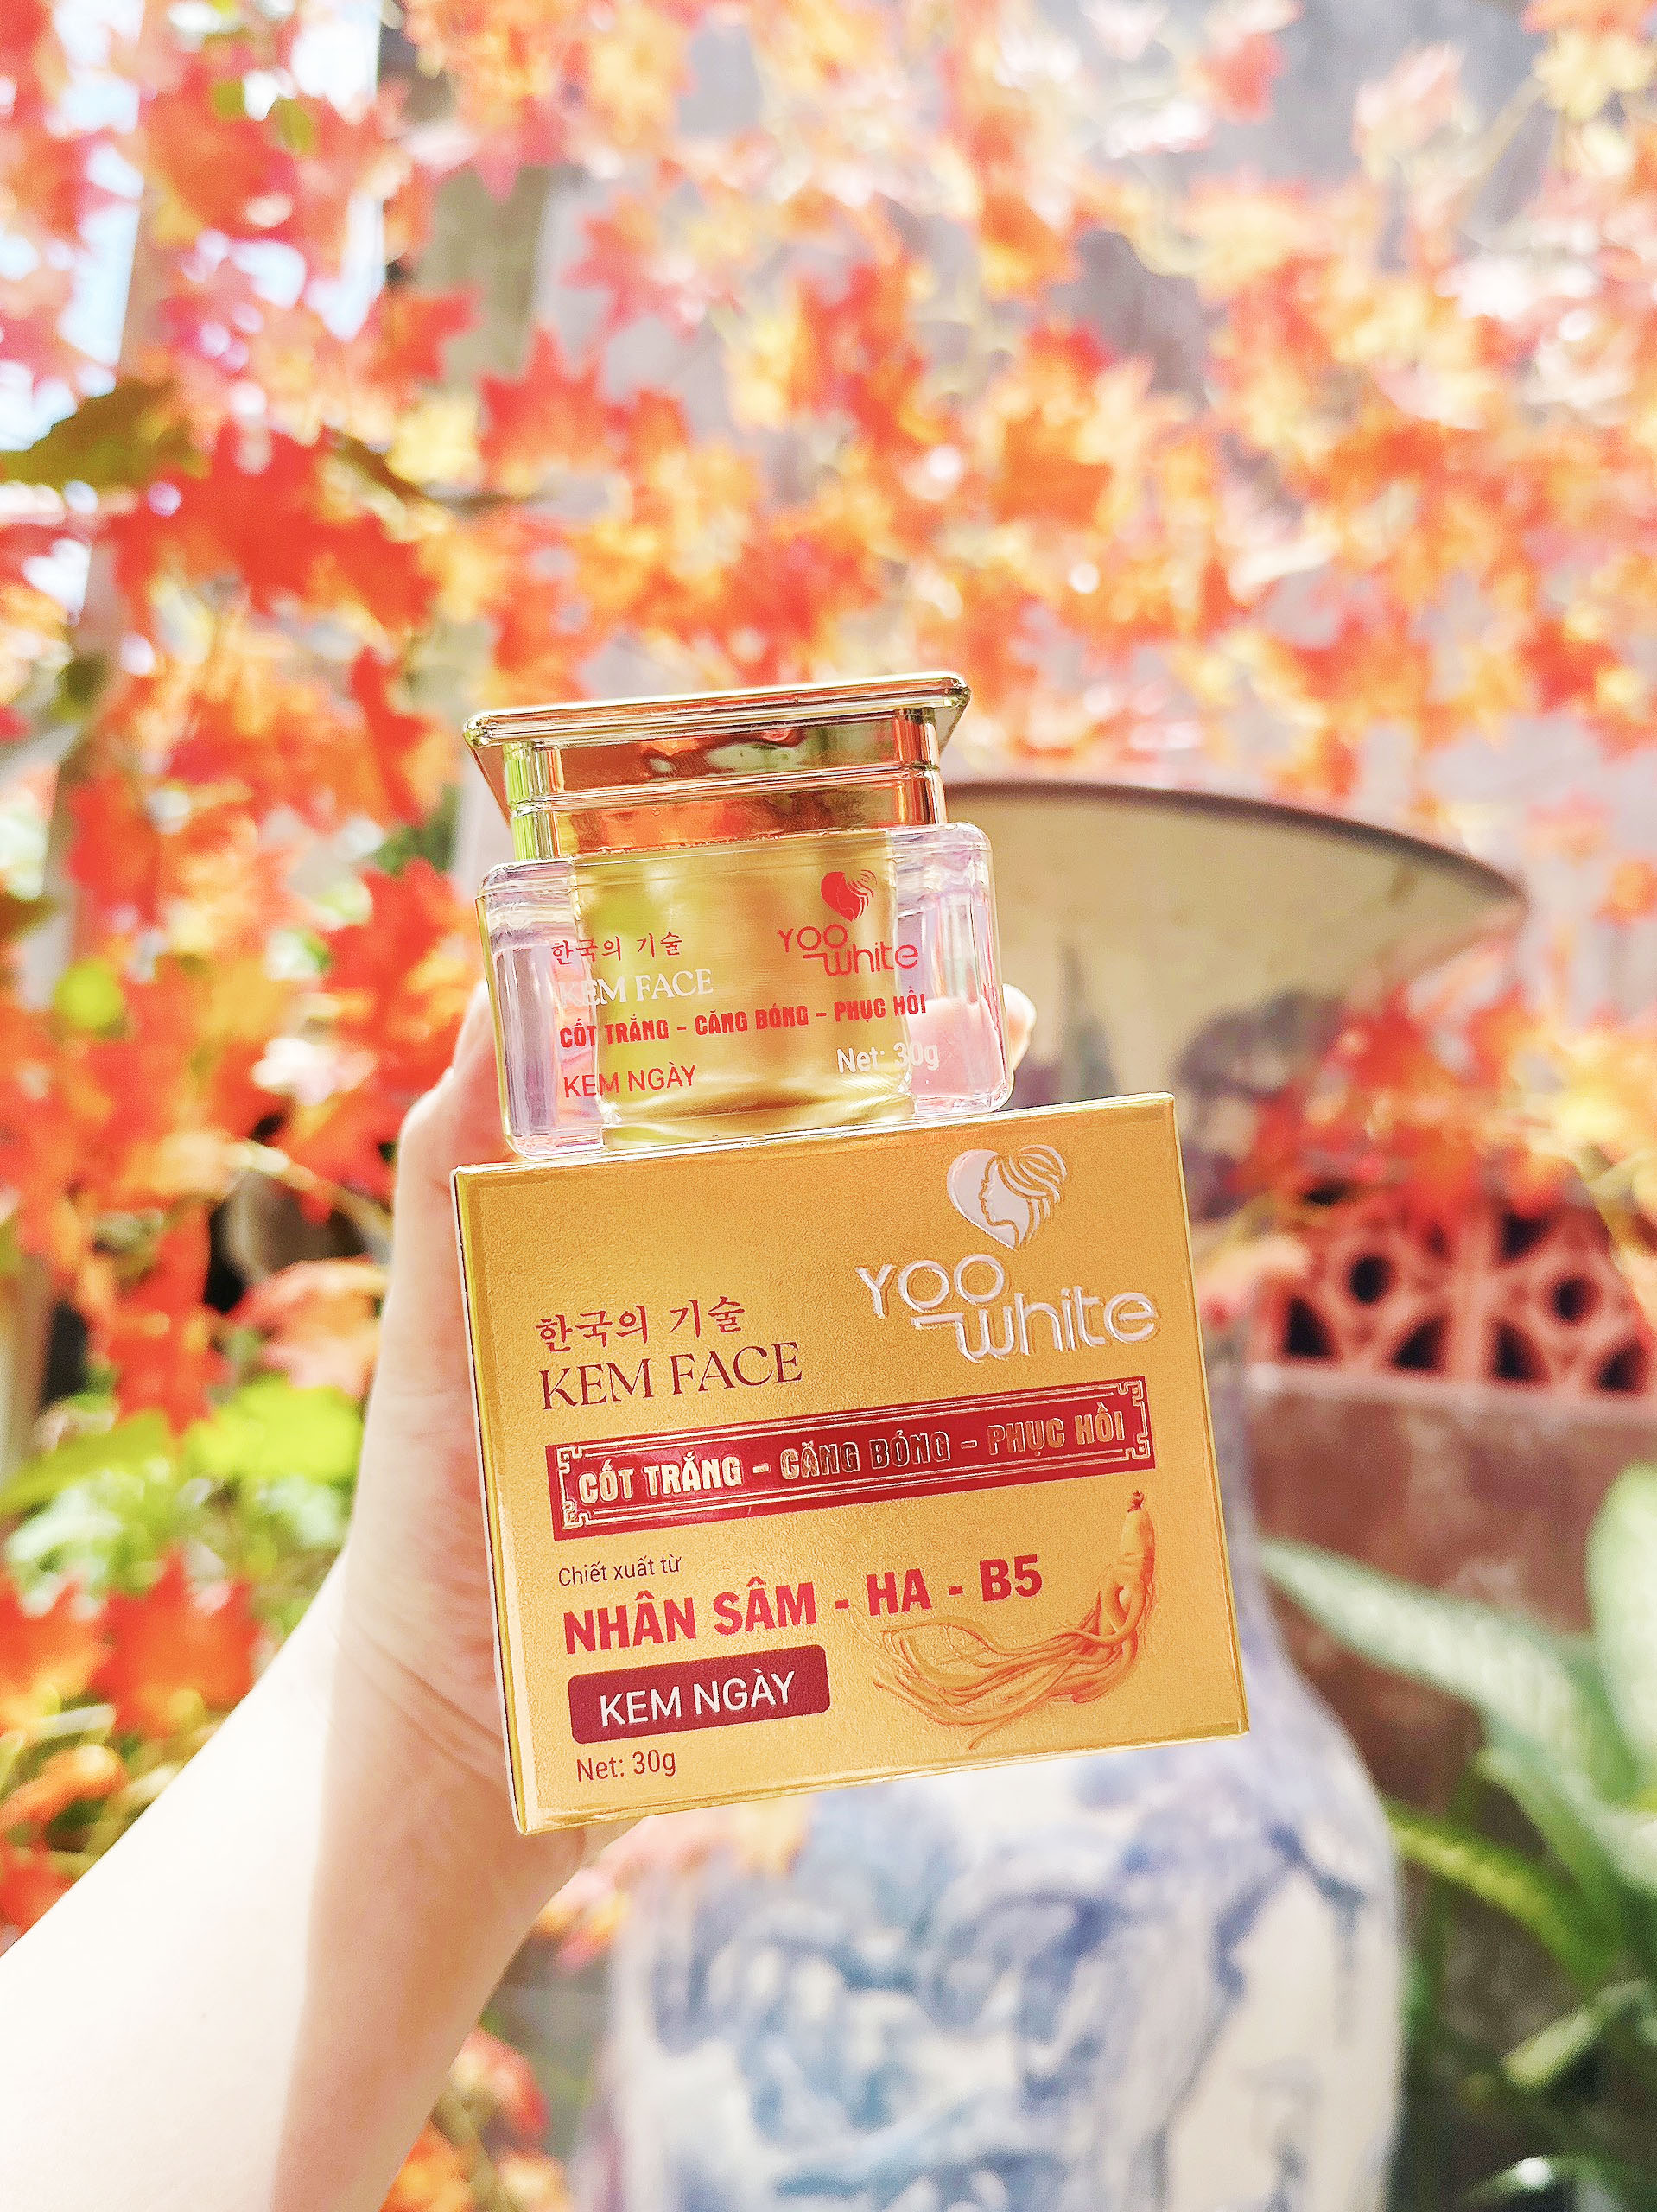 한국의 기술
KEM FACE
YOO
white
CỐT TRẮNG - CĂNG BÓNG - PHỤC HỒI
KEM NGÀY
Net: 30g
YOO
white
한국의 기술
KEM FACE
CỐT TRẮNG - CĂNG BÓNG - PHỤC HỒI
Chiết xuất từ
NHÂN SÂM - HA - B5
KEM NGÀY
Net: 30g